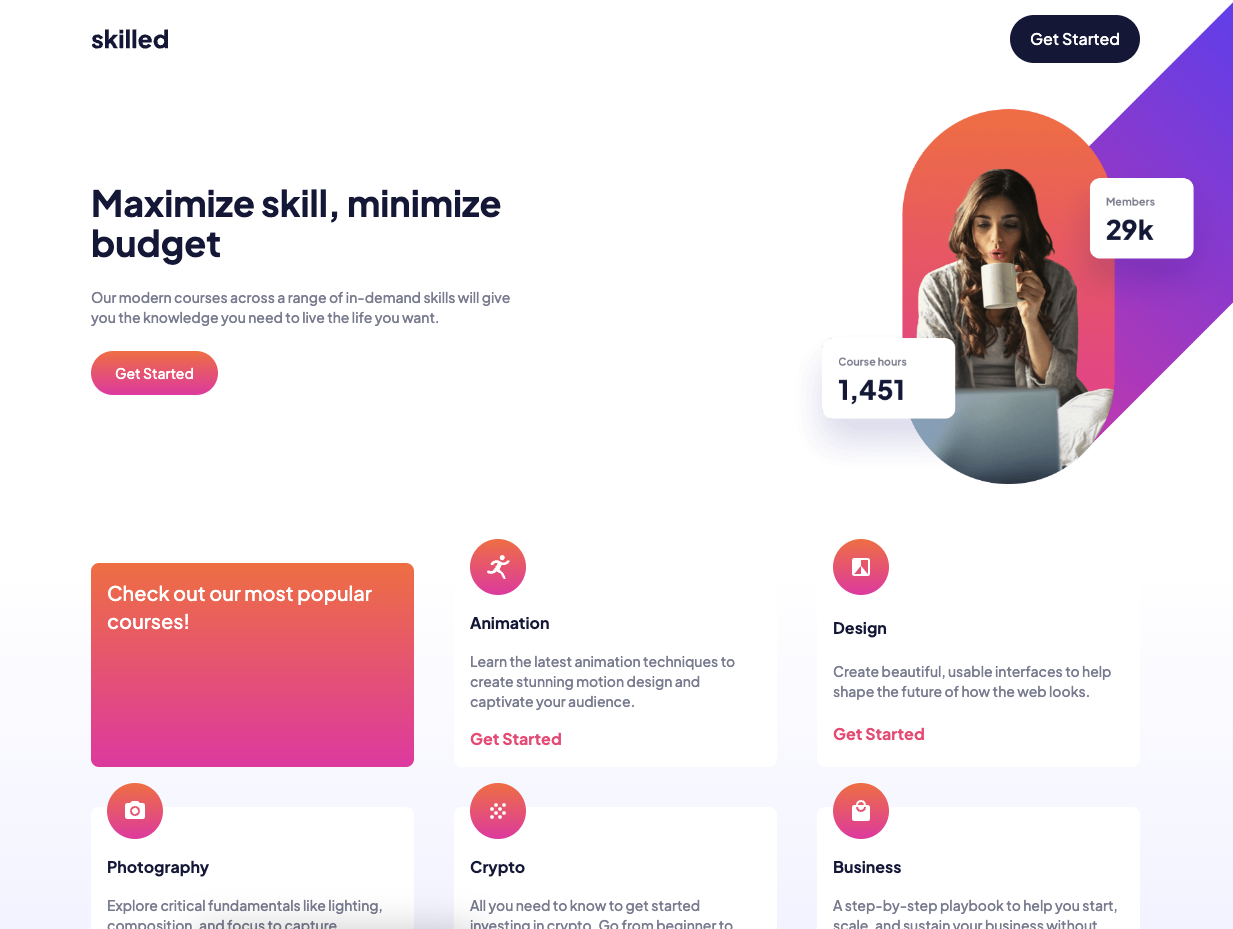 skilled
Get Started
Maximize skill, minimize
budget
Our modern courses across a range of in-demand skills will give
you the knowledge you need to live the life you want.
Get Started
Members
29k
Course hours
1,451
Check out our most popular
courses!
Animation
Learn the latest animation techniques to
create stunning motion design and
captivate your audience.
Get Started
Design
Create beautiful, usable interfaces to help
shape the future of how the web looks.
Get Started
Photography
Explore critical fundamentals like lighting,
composition, and focus to capture
Crypto
All you need to know to get started
investing in crypto. Go from beginner to
Business
A step-by-step playbook to help you start,
scale, and sustain your business without